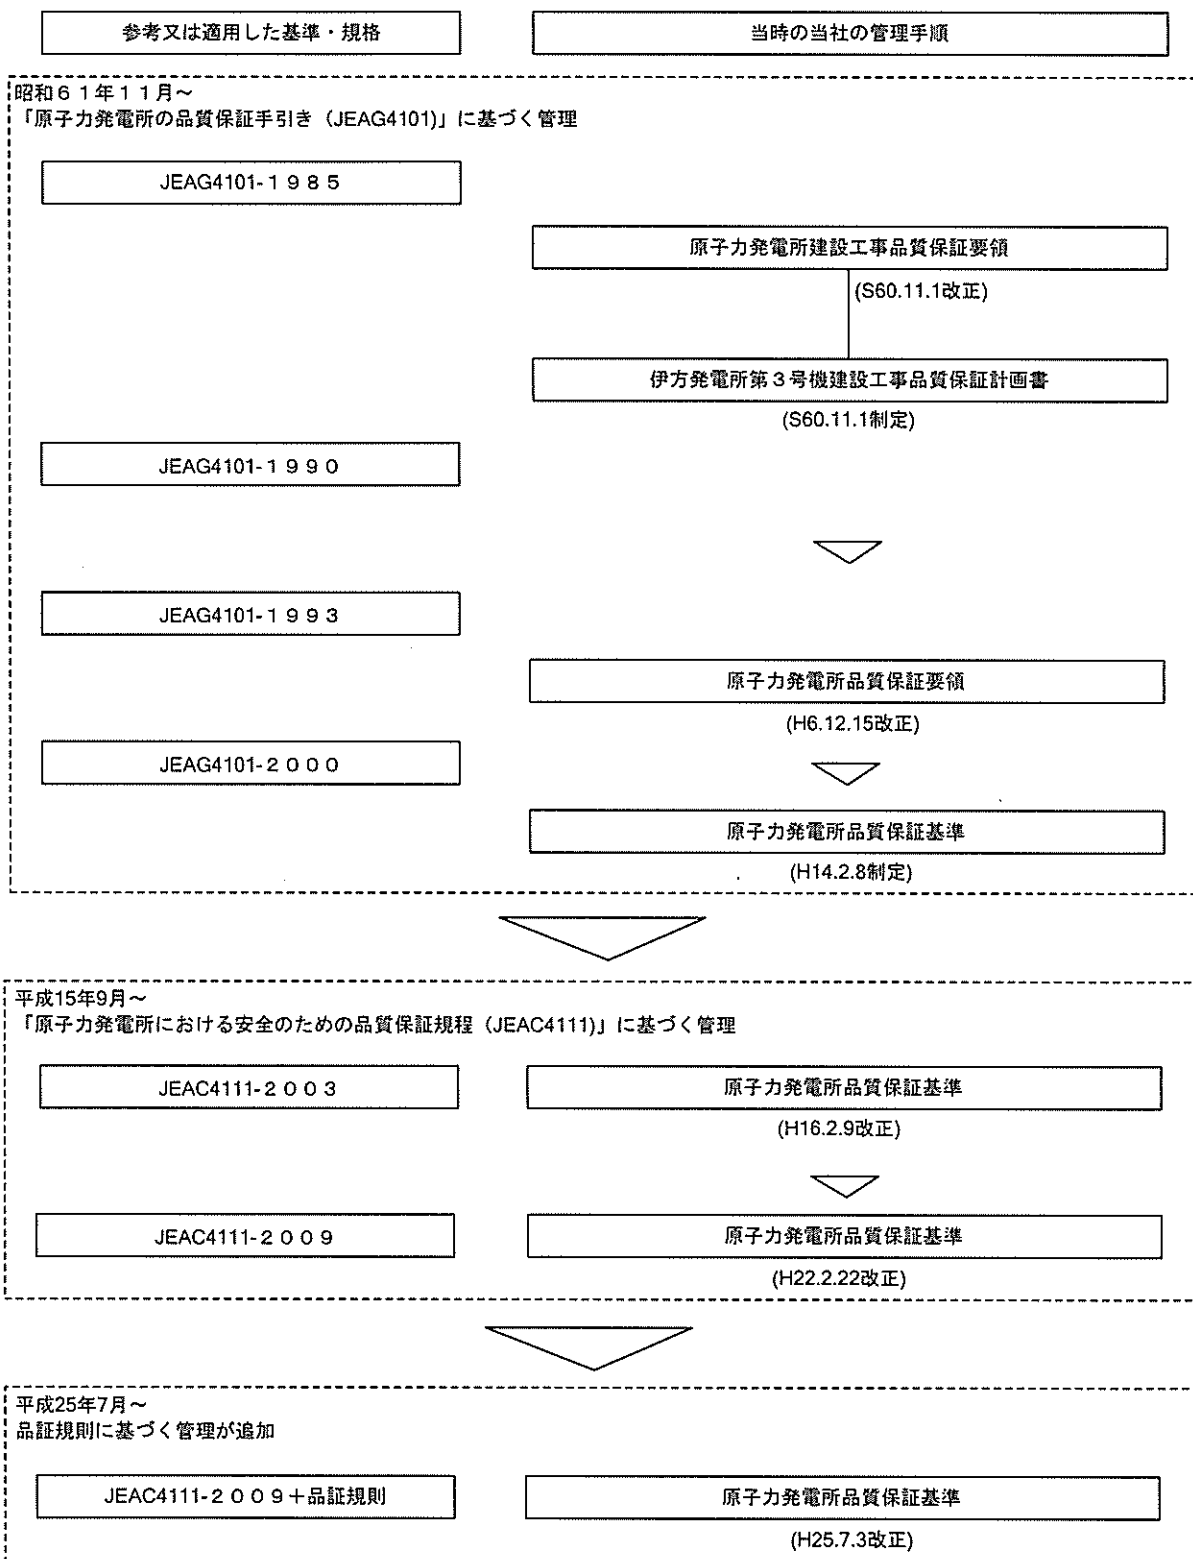 参考又は適用した基準・規格
当時の当社の管理手順
昭和61年11月～
「原子力発電所の品質保証手引き（JEAG4101)」に基づく管理
JEAG4101-1985
原子力発電所建設工事品質保証要領
(S60.11.1改正)
伊方発電所第3号機建設工事品質保証計画書
(S60.11.1制定)
JEAG4101-1990
JEAG4101-1993
原子力発電所品質保証要領
(H6.12.15改正)
JEAG4101-2000
原子力発電所品質保証基準
(H14.2.8制定)
平成15年9月～
「原子力発電所における安全のための品質保証規程（JEAC4111)」に基づく管理
JEAC4111-2003
原子力発電所品質保証基準
(H16.2.9改正)
JEAC4111-2009
原子力発電所品質保証基準
(H22.2.22改正)
平成25年7月～
品証規則に基づく管理が追加
JEAC4111-2009＋品証規則
原子力発電所品質保証基準
(H25.7.3改正)